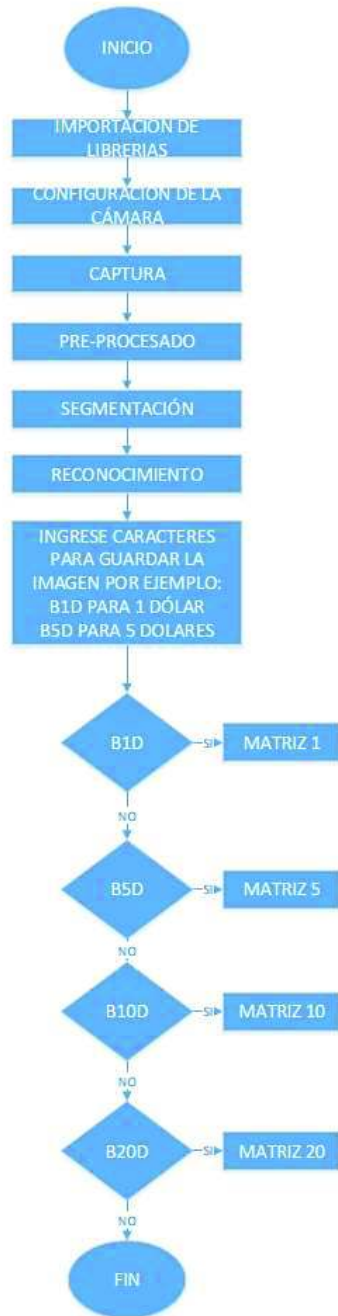 INICIO
IMPORTACIÓN DE
LIBRERIAS
CONFIGURACIÓN DE LA
CÁMARA
CAPTURA
PRE-PROCESADO
SEGMENTACIÓN
RECONOCIMIENTO
INGRESE CARACTERES
PARA GUARDAR LA
IMAGEN POR EJEMPLO:
B1D PARA 1 DÓLAR
B5D PARA 5 DOLARES
B1D
SI
MATRIZ 1
NO
B5D
SI
MATRIZ 5
NO
B10D
SI
MATRIZ 10
NO
B20D
SI
MATRIZ 20
NO
FIN